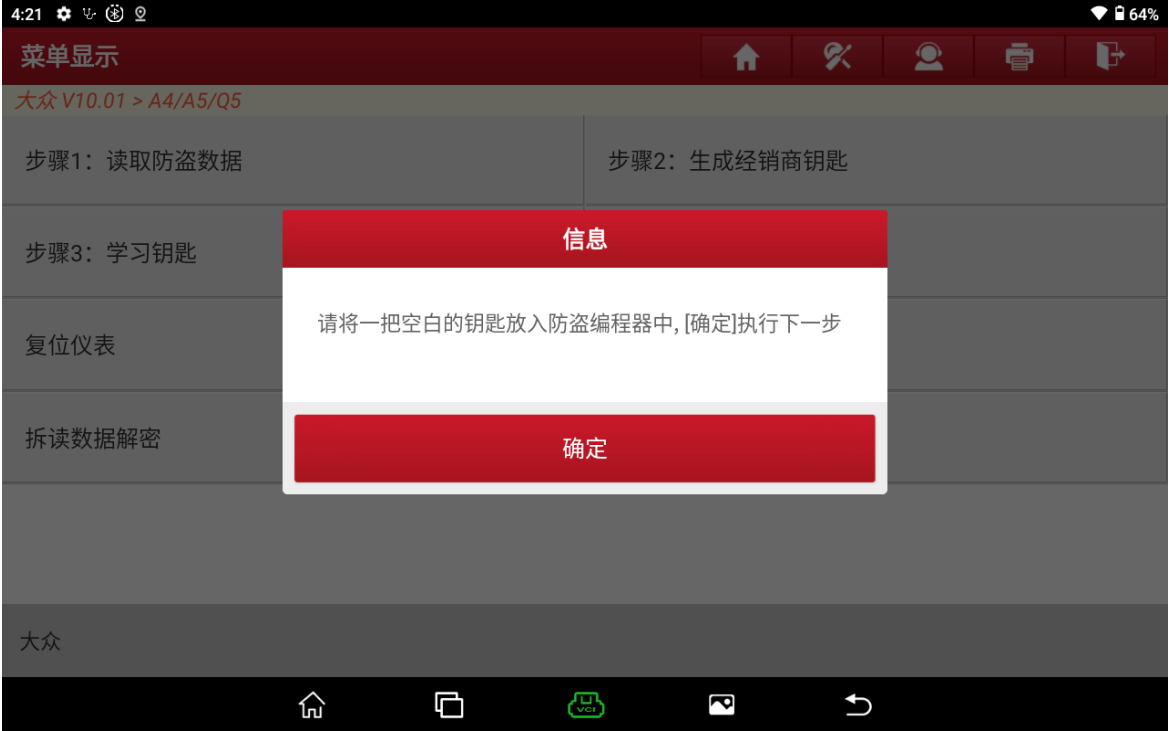 4:21
64%
菜单显示
大众 V10.01 > A4/A5/Q5
步骤1：读取防盗数据
步骤2：生成经销商钥匙
步骤3：学习钥匙
信息
请将一把空白的钥匙放入防盗编程器中, [确定]执行下一步
复位仪表
拆读数据解密
确定
大众
VCI